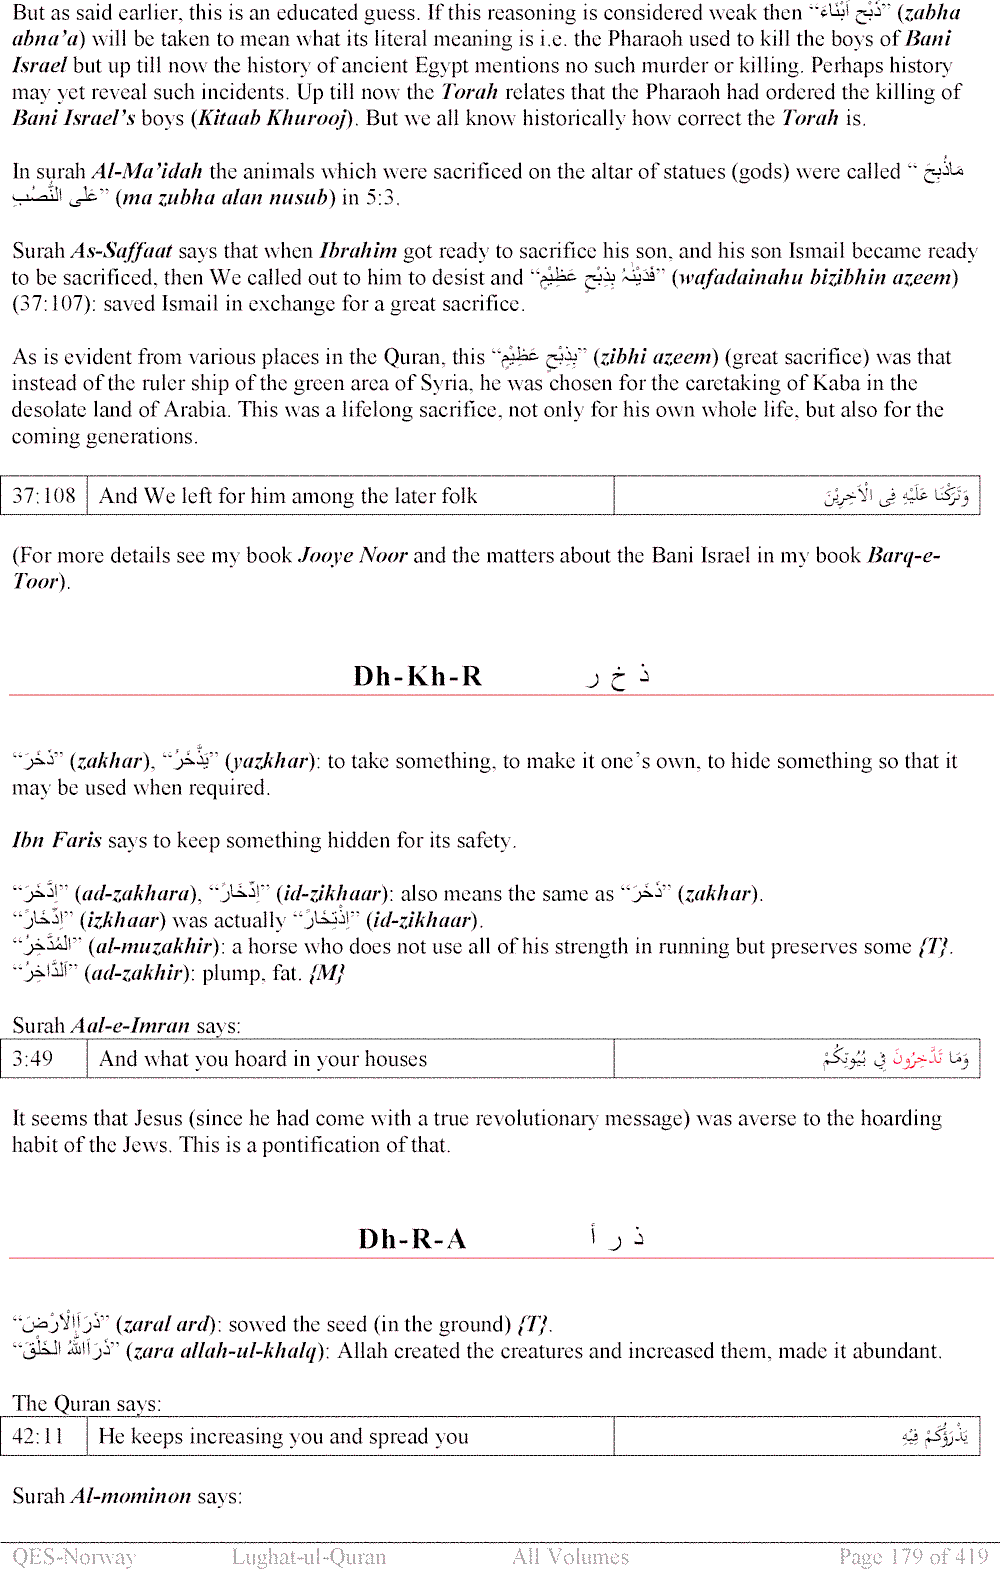 But as said earlier, this is an educated guess. If this reasoning is considered weak then “ذَبْح اَبْنَاءَ” (zabha
abna’a) will be taken to mean what its literal meaning is i.e. the Pharaoh used to kill the boys of Bani
Israel but up till now the history of ancient Egypt mentions no such murder or killing. Perhaps history
may yet reveal such incidents. Up till now the Torah relates that the Pharaoh had ordered the killing of
Bani Israel’s boys (Kitaab Khurooj). But we all know historically how correct the Torah is.
In surah Al-Ma’idah the animals which were sacrificed on the altar of statues (gods) were called “ مَاذُبِحَ
عَلَى النُّصُبِ” (ma zubha alan nusub) in 5:3.
Surah As-Saffaat says that when Ibrahim got ready to sacrifice his son, and his son Ismail became ready
to be sacrificed, then We called out to him to desist and “فَدَيْنٰہُ بِذِبْحٍ عَظِيْمٍ” (wafadainahu bizibhin azeem)
(37:107): saved Ismail in exchange for a great sacrifice.
As is evident from various places in the Quran, this “بِذِبْحٍ عَظِيْمٍ” (zibhi azeem) (great sacrifice) was that
instead of the ruler ship of the green area of Syria, he was chosen for the caretaking of Kaba in the
desolate land of Arabia. This was a lifelong sacrifice, not only for his own whole life, but also for the
coming generations.
37:108 And We left for him among the later folk وَتَرَكْنَا عَلَيْهِ فِى الْاَخِرِيْنَ
(For more details see my book Jooye Noor and the matters about the Bani Israel in my book Barq-e-
Toor).
Dh-Kh-R ذ خ ر
“ذَخَرَ” (zakhar), “يَذَّخَرُ” (yazkhar): to take something, to make it one’s own, to hide something so that it
may be used when required.
Ibn Faris says to keep something hidden for its safety.
“اِدَّخَرَ” (ad-zakhara), “اِدِّخَارٌ” (id-zikhaar): also means the same as “ذَخَرَ” (zakhar).
“اِذِّخَارٌ” (izkhaar) was actually “اِذْتِخَارٌ” (id-zikhaar).
“اَلْمُدَّخِرُ” (al-muzakhir): a horse who does not use all of his strength in running but preserves some {T}.
“اَلذَّاخِرُ” (ad-zakhir): plump, fat. {M}
Surah Aal-e-Imran says:
3:49 And what you hoard in your houses وَمَا تَدَّخِرُونَ فِي بُيُوتِكُمْ
It seems that Jesus (since he had come with a true revolutionary message) was averse to the hoarding
habit of the Jews. This is a pontification of that.
Dh-R-A ذ ر أ
“ذَرَاَالْاَرْضَ” (zaral ard): sowed the seed (in the ground) {T}.
“ذَرَاَاللّٰهُ الْخَلْقَ” (zara allah-ul-khalq): Allah created the creatures and increased them, made it abundant.
The Quran says:
42:11 He keeps increasing you and spread you يَذْرَؤُكُمْ فِيْهِ
Surah Al-mominon says:
QES-Norway Lughat-ul-Quran All Volumes Page 179 of 419